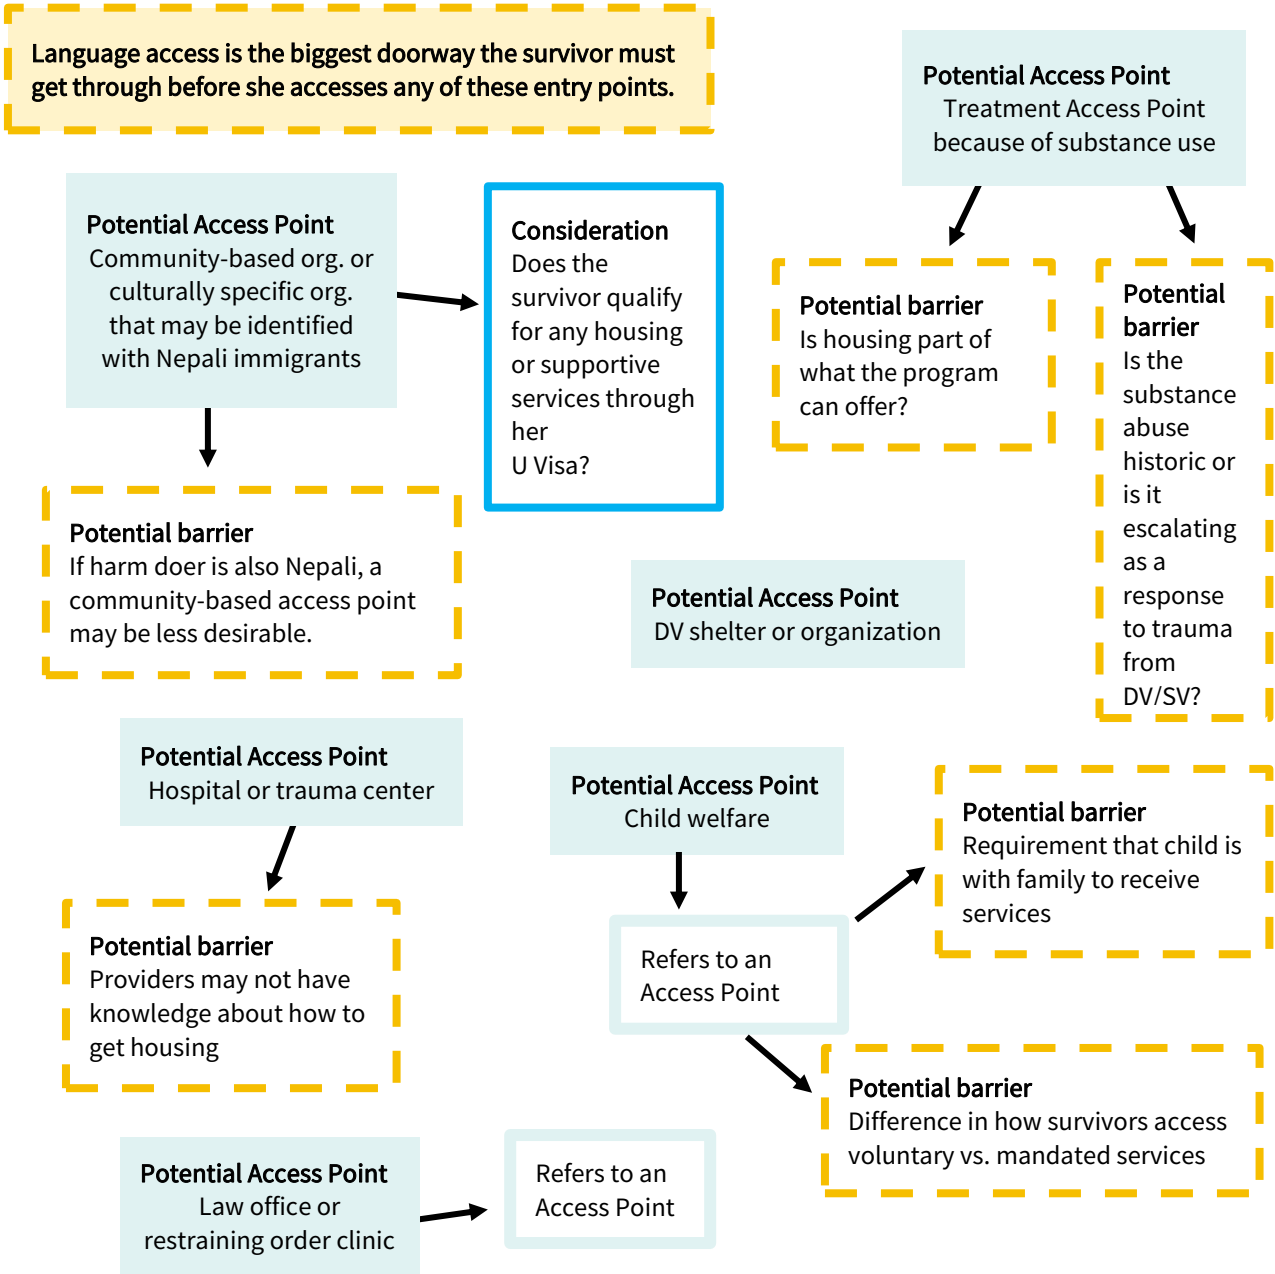 Language access is the biggest doorway the survivor must
get through before she accesses any of these entry points.
Potential Access Point
Treatment Access Point
because of substance use
Potential Access Point
Community-based org. or
culturally specific org.
that may be identified
with Nepali immigrants
Consideration
Does the
survivor qualify
for any housing
or supportive
services through
her
U Visa?
Potential barrier
Is housing part of
what the program
can offer?
Potential
barrier
Is the
substance
abuse
historic or
is it
escalating
as a
response
to trauma
from
DV/SV?
Potential barrier
If harm doer is also Nepali, a
community-based access point
may be less desirable.
Potential Access Point
DV shelter or organization
Potential Access Point
Hospital or trauma center
Potential Access Point
Child welfare
Potential barrier
Requirement that child is
with family to receive
services
Potential barrier
Providers may not have
knowledge about how to
get housing
Refers to an
Access Point
Potential barrier
Difference in how survivors access
voluntary vs. mandated services
Potential Access Point
Law office or
restraining order clinic
Refers to an
Access Point